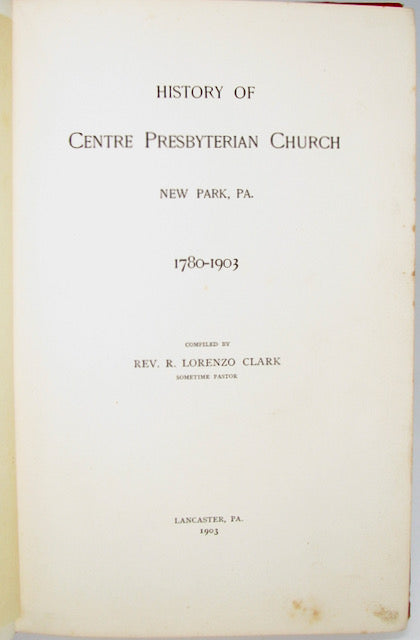 HISTORY OF
CENTRE PRESBYTERIAN CHURCH
NEW PARK, PA.
1780-1903
COMPILED BY
REV. R. LORENZO CLARK
SOMETIME PASTOR
LANCASTER, PA.
1903